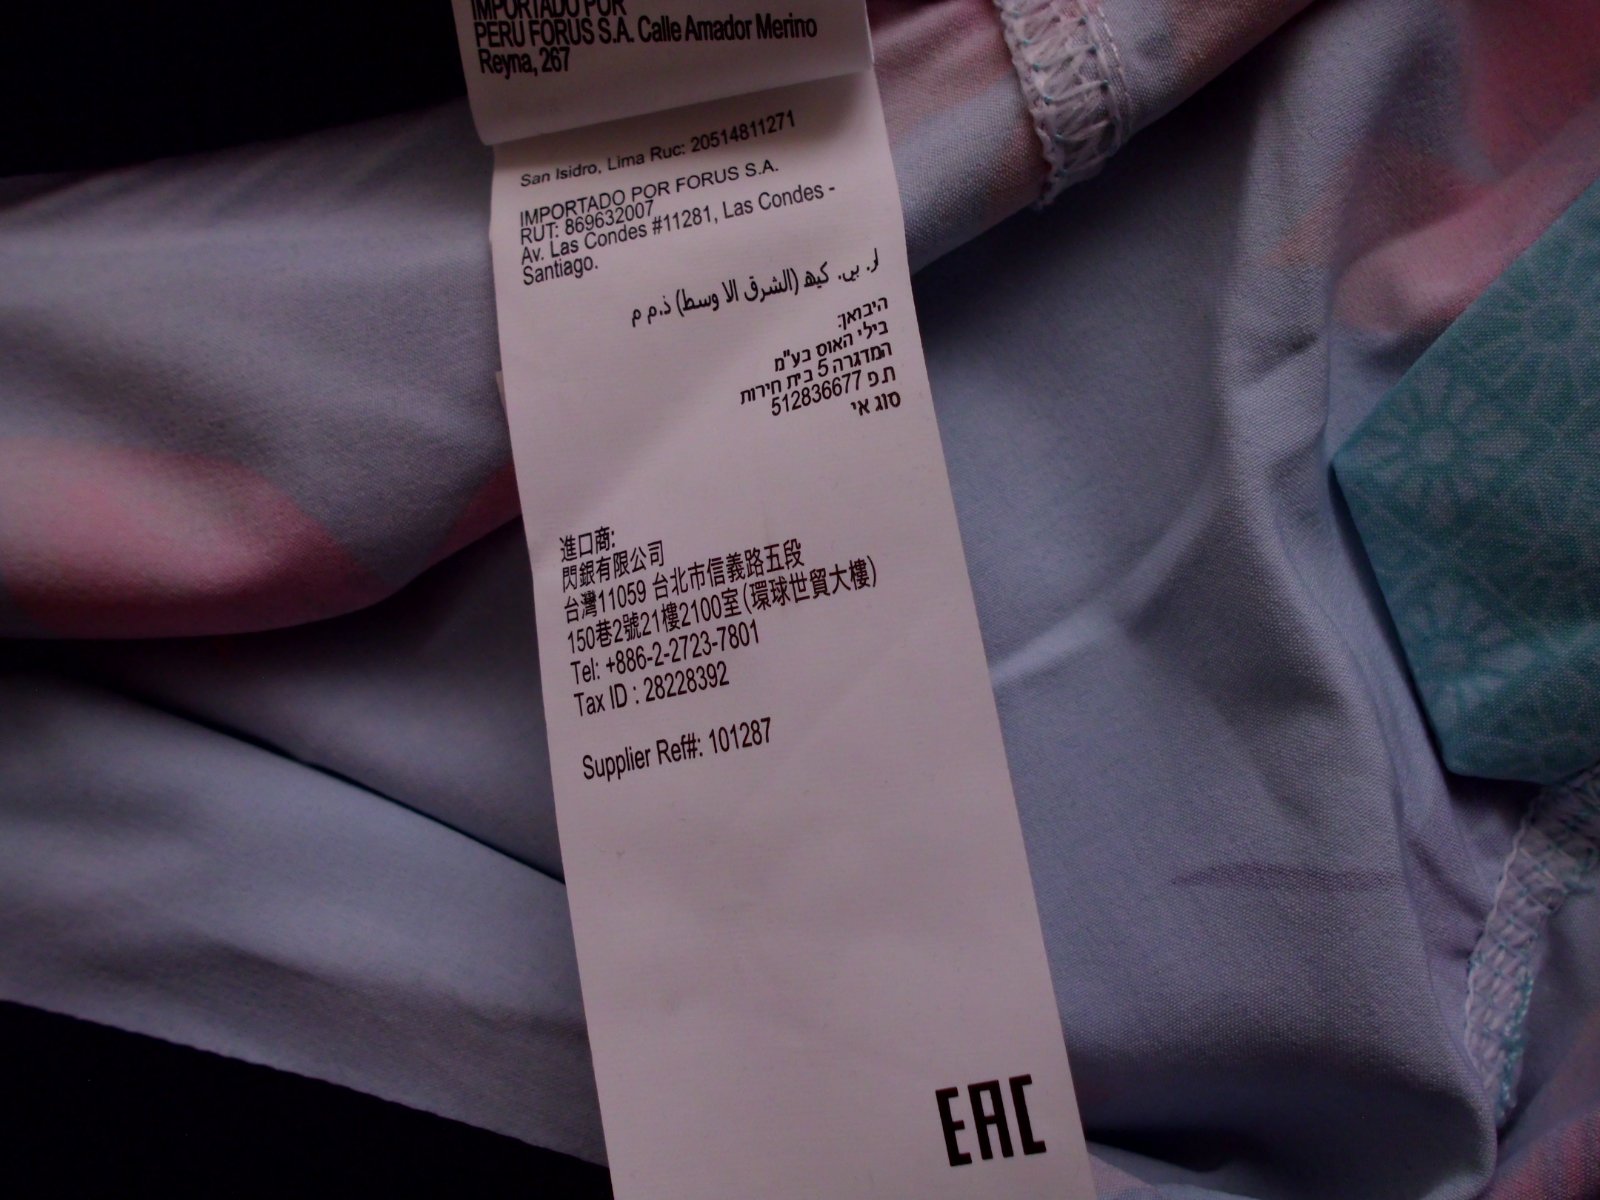 IMPORTADO POR
PERU FORUS S.A. Calle Amador Merino
Reyna, 267
San Isidro, Lima Ruc: 20514811271
IMPORTADO POR FORUS S.A.
RUT: 869632007
Av. Las Condes #11281, Las Condes -
Santiago.
ار. بى. كيه (الشرق الا وسط) ذ.م م
היבואן:
בילי האוס בע"מ
המדגרה 5 בית חירות
ת.פ 512836677
סוג אי
進口商:
閃銀有限公司
台灣11059 台北市信義路五段
150巷2號21樓2100室(環球世貿大樓)
Tel: +886-2-2723-7801
Tax ID : 28228392
Supplier Ref#: 101287
EAC